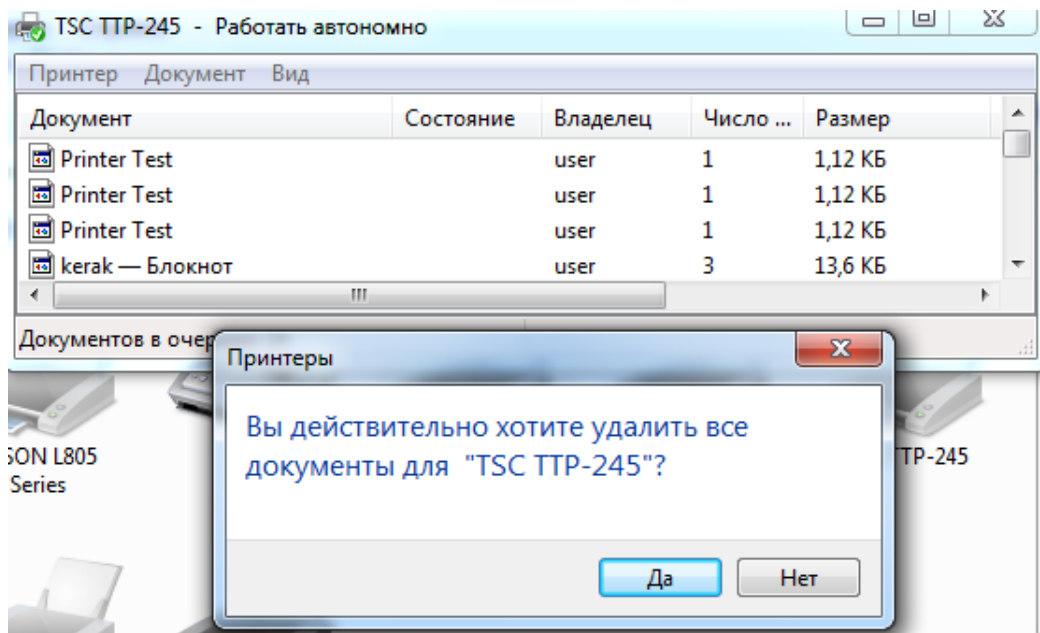 TSC TTP-245 - Работать автономно
Принтер Документ Вид
Документ Состояние Владелец Число ... Размер
Printer Test user 1 1,12 КБ
Printer Test user 1 1,12 КБ
Printer Test user 1 1,12 КБ
kerak — Блокнот user 3 13,6 КБ
Документов в
Принтеры
Вы действительно хотите удалить все
документы для "TSC TTP-245"?
Да Нет
L805
Series
TP-245